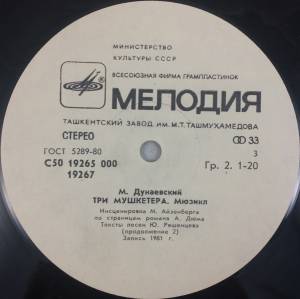 МИНИСТЕРСТВО
КУЛЬТУРЫ СССР
ВСЕСОЮЗНАЯ ФИРМА ГРАМПЛАСТИНОК
МЕЛОДИЯ
ТАШКЕНТСКИЙ ЗАВОД ИМ. М.Т. ТАШМУХАМЕДОВА
СТЕРЕО 33
ГОСТ 5289-80 3
С50 19265 000 Гр. 2. 1-20
19267
М. Дунаевский
ТРИ МУШКЕТЕРА. Мюзикл
Инсценировка М. Айзенберга
по страницам романа А. Дюма
Тексты песен Ю. Ряшенцева
(продолжение 2)
Запись 1981 г.